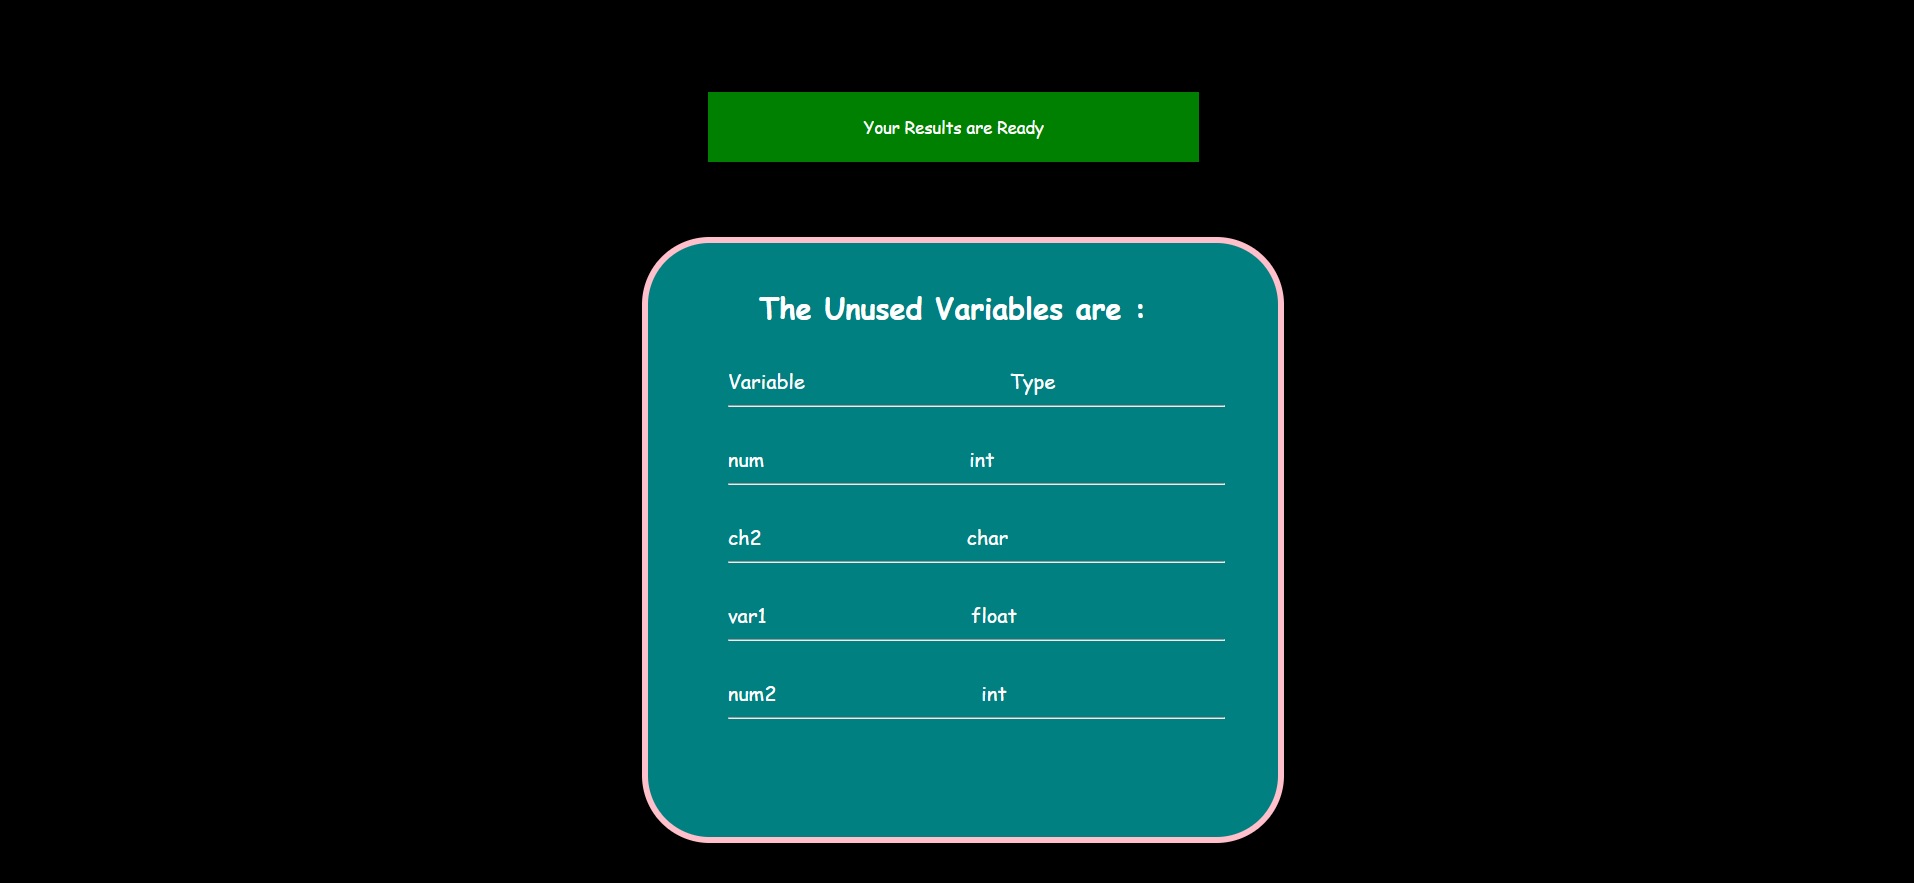 Your Results are Ready
The Unused Variables are :
Variable Type
num int
ch2 char
var1 float
num2 int